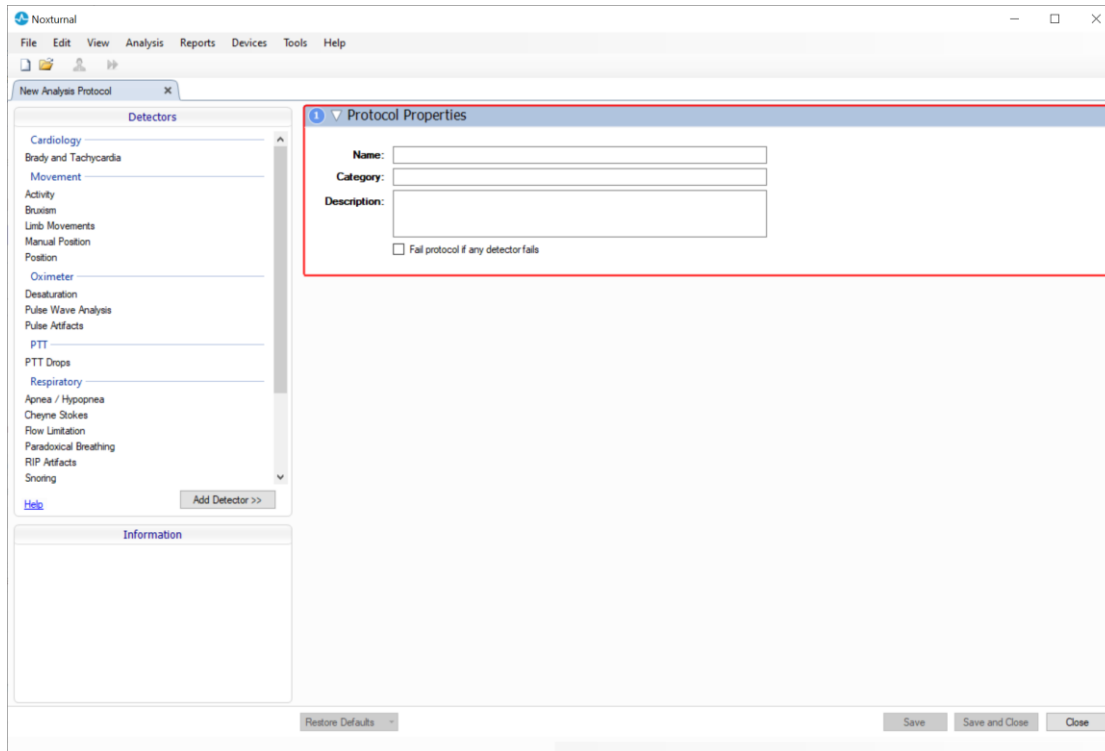 Noxturnal
File Edit View Analysis Reports Devices Tools Help
New Analysis Protocol
Detectors
Cardiology
Brady and Tachycardia
Movement
Activity
Bruxism
Limb Movements
Manual Position
Position
Oximeter
Desaturation
Pulse Wave Analysis
Pulse Artifacts
PTT
PTT Drops
Respiratory
Apnea / Hypopnea
Cheyne Stokes
Flow Limitation
Paradoxical Breathing
RIP Artifacts
Snoring
Help
Add Detector >>
Information
1 Protocol Properties
Name:
Category:
Description:
Fail protocol if any detector fails
Restore Defaults
Save
Save and Close
Close